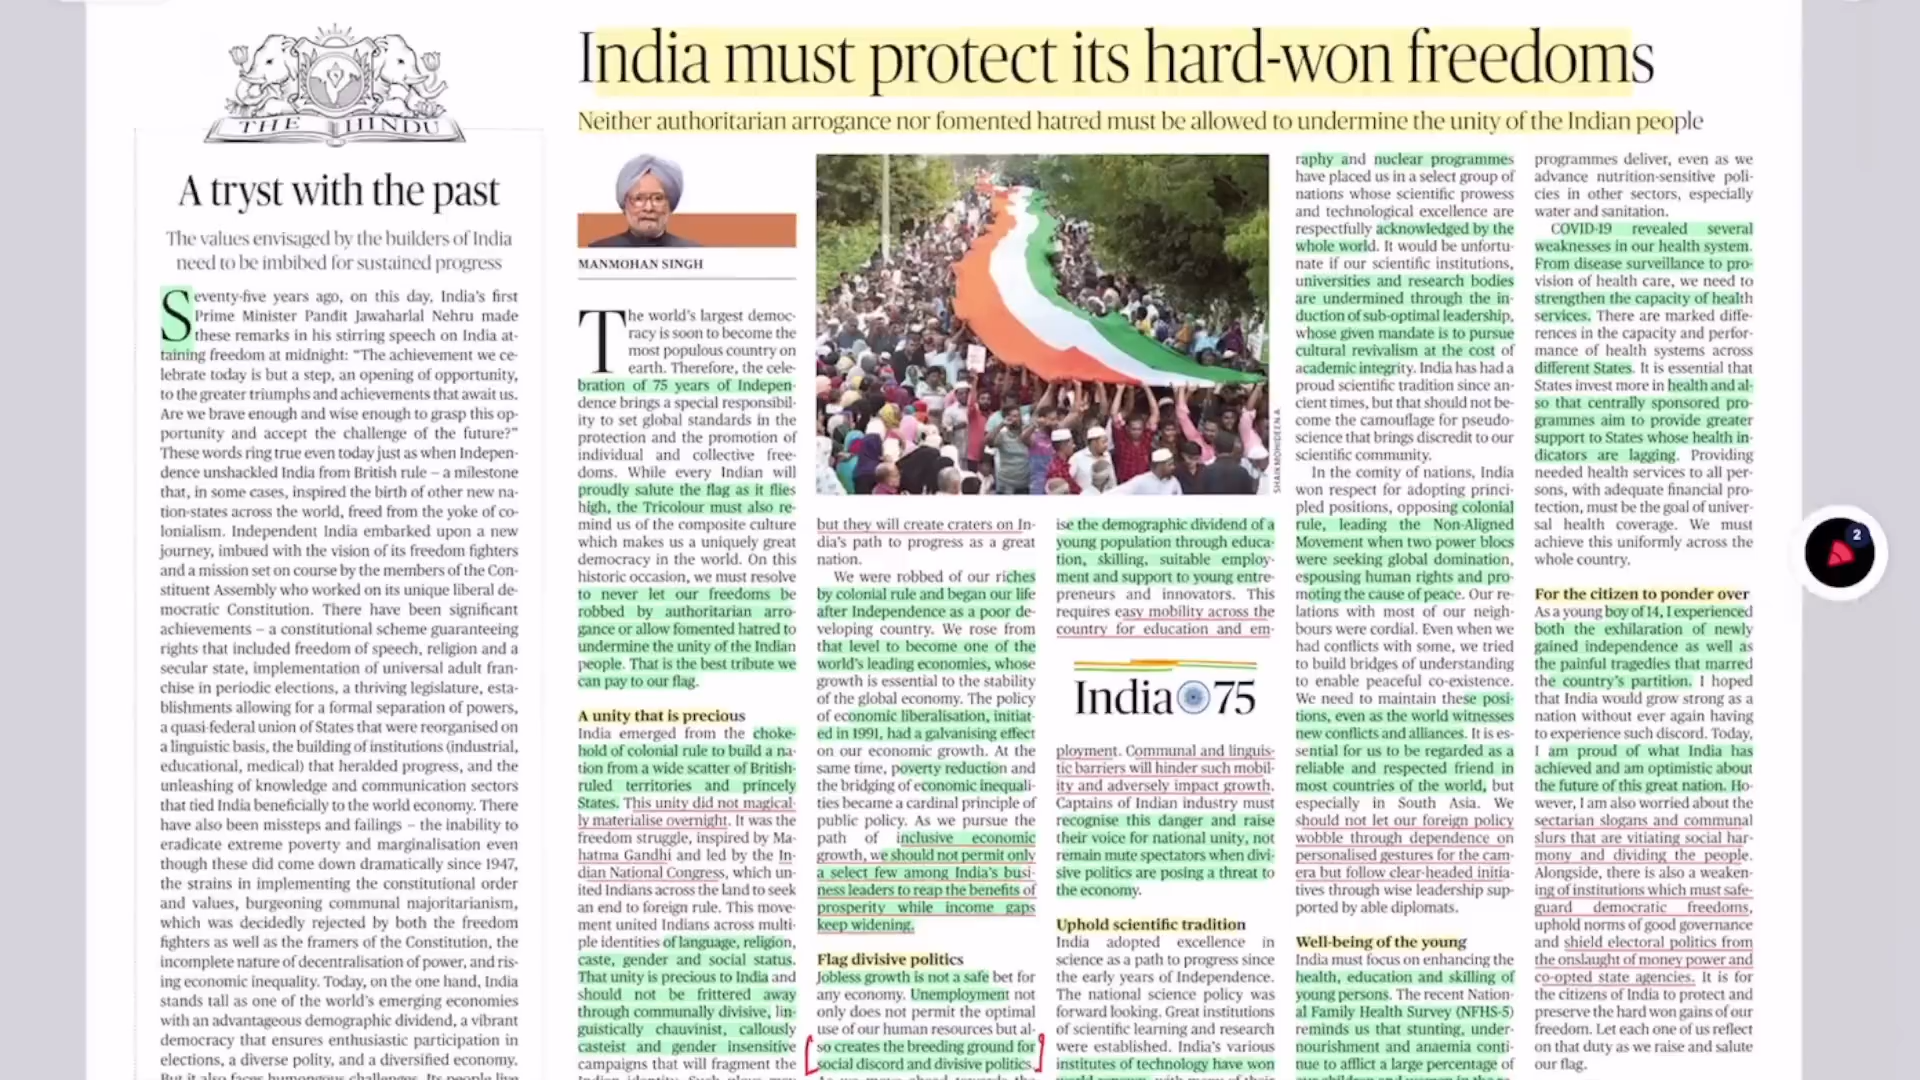 THE HINDU
A tryst with the past
The values envisaged by the builders of India
need to be imbibed for sustained progress
Seventy-five years ago, on this day, India's first
Prime Minister Pandit Jawaharlal Nehru made
these remarks in his stirring speech on India at-
taining freedom at midnight: "The achievement we ce-
lebrate today is but a step, an opening of opportunity,
to the greater triumphs and achievements that await us.
Are we brave enough and wise enough to grasp this op-
portunity and accept the challenge of the future?"
These words ring true even today just as when Indepen-
dence unshackled India from British rule – a milestone
that, in some cases, inspired the birth of other new na-
tion-states across the world, freed from the yoke of co-
lonialism. Independent India embarked upon a new
journey, imbued with the vision of its freedom fighters
and a mission set on course by the members of the Con-
stituent Assembly who worked on its unique liberal de-
mocratic Constitution. There have been significant
achievements – a constitutional scheme guaranteeing
rights that included freedom of speech, religion and a
secular state, implementation of universal adult fran-
chise in periodic elections, a thriving legislature, esta-
blishments allowing for a formal separation of powers,
a quasi-federal union of States that were reorganised on
a linguistic basis, the building of institutions (industrial,
educational, medical) that heralded progress, and the
unleashing of knowledge and communication sectors
that tied India beneficially to the world economy. There
have also been missteps and failings – the inability to
eradicate extreme poverty and marginalisation even
though these did come down dramatically since 1947,
the strains in implementing the constitutional order
and values, burgeoning communal majoritarianism,
which was decidedly rejected by both the freedom
fighters as well as the framers of the Constitution, the
incomplete nature of decentralisation of power, and ris-
ing economic inequality. Today, on the one hand, India
stands tall as one of the world's emerging economies
with an advantageous demographic dividend, a vibrant
democracy that ensures enthusiastic participation in
elections, a diverse polity, and a diversified economy.
But it also faces humongous challenges. Its people live
India must protect its hard-won freedoms
Neither authoritarian arrogance nor fomented hatred must be allowed to undermine the unity of the Indian people
MANMOHAN SINGH
The world's largest democ-
racy is soon to become the
most populous country on
earth. Therefore, the cele-
bration of 75 years of Indepen-
dence brings a special responsibil-
ity to set global standards in the
protection and the promotion of
individual and collective free-
doms. While every Indian will
proudly salute the flag as it flies
high, the Tricolour must also re-
mind us of the composite culture
which makes us a uniquely great
democracy in the world. On this
historic occasion, we must resolve
to never let our freedoms be
robbed by authoritarian arro-
gance or allow fomented hatred to
undermine the unity of the Indian
people. That is the best tribute we
can pay to our flag.
A unity that is precious
India emerged from the choke-
hold of colonial rule to build a na-
tion from a wide scatter of British-
ruled territories and princely
States. This unity did not magical-
ly materialise overnight. It was the
freedom struggle, inspired by Ma-
hatma Gandhi and led by the In-
dian National Congress, which un-
ited Indians across the land to seek
an end to foreign rule. This move-
ment united Indians across multi-
ple identities of language, religion,
caste, gender and social status.
That unity is precious to India and
should not be frittered away
through communally divisive, lin-
guistically chauvinist, callously
casteist and gender insensitive
campaigns that will fragment the
SHAIKMOHIDEEN A.
but they will create craters on In-
dia's path to progress as a great
nation.
We were robbed of our riches
by colonial rule and began our life
after Independence as a poor de-
veloping country. We rose from
that level to become one of the
world's leading economies, whose
growth is essential to the stability
of the global economy. The policy
of economic liberalisation, initiat-
ed in 1991, had a galvanising effect
on our economic growth. At the
same time, poverty reduction and
the bridging of economic inequali-
ties became a cardinal principle of
public policy. As we pursue the
path of inclusive economic
growth, we should not permit only
a select few among India's busi-
ness leaders to reap the benefits of
prosperity while income gaps
keep widening.
Flag divisive politics
Jobless growth is not a safe bet for
any economy. Unemployment not
only does not permit the optimal
use of our human resources but al-
so creates the breeding ground for
social discord and divisive politics.
ise the demographic dividend of a
young population through educa-
tion, skilling, suitable employ-
ment and support to young entre-
preneurs and innovators. This
requires easy mobility across the
country for education and em-
India 75
ployment. Communal and linguis-
tic barriers will hinder such mobil-
ity and adversely impact growth.
Captains of Indian industry must
recognise this danger and raise
their voice for national unity, not
remain mute spectators when divi-
sive politics are posing a threat to
the economy.
Uphold scientific tradition
India adopted excellence in
science as a path to progress since
the early years of Independence.
The national science policy was
forward looking. Great institutions
of scientific learning and research
were established. India's various
institutes of technology have won
raphy and nuclear programmes
have placed us in a select group of
nations whose scientific prowess
and technological excellence are
respectfully acknowledged by the
whole world. It would be unfortu-
nate if our scientific institutions,
universities and research bodies
are undermined through the in-
duction of sub-optimal leadership,
whose given mandate is to pursue
cultural revivalism at the cost of
academic integrity. India has had a
proud scientific tradition since an-
cient times, but that should not be-
come the camouflage for pseudo-
science that brings discredit to our
scientific community.
In the comity of nations, India
won respect for adopting princi-
pled positions, opposing colonial
rule, leading the Non-Aligned
Movement when two power blocs
were seeking global domination,
espousing human rights and pro-
moting the cause of peace. Our re-
lations with most of our neigh-
bours were cordial. Even when we
had conflicts with some, we tried
to build bridges of understanding
to enable peaceful co-existence.
We need to maintain these posi-
tions, even as the world witnesses
new conflicts and alliances. It is es-
sential for us to be regarded as a
reliable and respected friend in
most countries of the world, but
especially in South Asia. We
should not let our foreign policy
wobble through dependence on
personalised gestures for the cam-
era but follow clear-headed initia-
tives through wise leadership sup-
ported by able diplomats.
Well-being of the young
India must focus on enhancing the
health, education and skilling of
young persons. The recent Nation-
al Family Health Survey (NFHS-5)
reminds us that stunting, under-
nourishment and anaemia conti-
nue to afflict a large percentage of
programmes deliver, even as we
advance nutrition-sensitive poli-
cies in other sectors, especially
water and sanitation.
COVID-19 revealed several
weaknesses in our health system.
From disease surveillance to pro-
vision of health care, we need to
strengthen the capacity of health
services. There are marked diffe-
rences in the capacity and perfor-
mance of health systems across
different States. It is essential that
States invest more in health and al-
so that centrally sponsored pro-
grammes aim to provide greater
support to States whose health in-
dicators are lagging. Providing
needed health services to all per-
sons, with adequate financial pro-
tection, must be the goal of univer-
sal health coverage. We must
achieve this uniformly across the
whole country.
For the citizen to ponder over
As a young boy of 14, I experienced
both the exhilaration of newly
gained independence as well as
the painful tragedies that marred
the country's partition. I hoped
that India would grow strong as a
nation without ever again having
to experience such discord. Today,
I am proud of what India has
achieved and am optimistic about
the future of this great nation. Ho-
wever, I am also worried about the
sectarian slogans and communal
slurs that are vitiating social har-
mony and dividing the people.
Alongside, there is also a weaken-
ing of institutions which must safe-
guard democratic freedoms,
uphold norms of good governance
and shield electoral politics from
the onslaught of money power and
co-opted state agencies. It is for
the citizens of India to protect and
preserve the hard won gains of our
freedom. Let each one of us reflect
on that duty as we raise and salute
our flag.
2